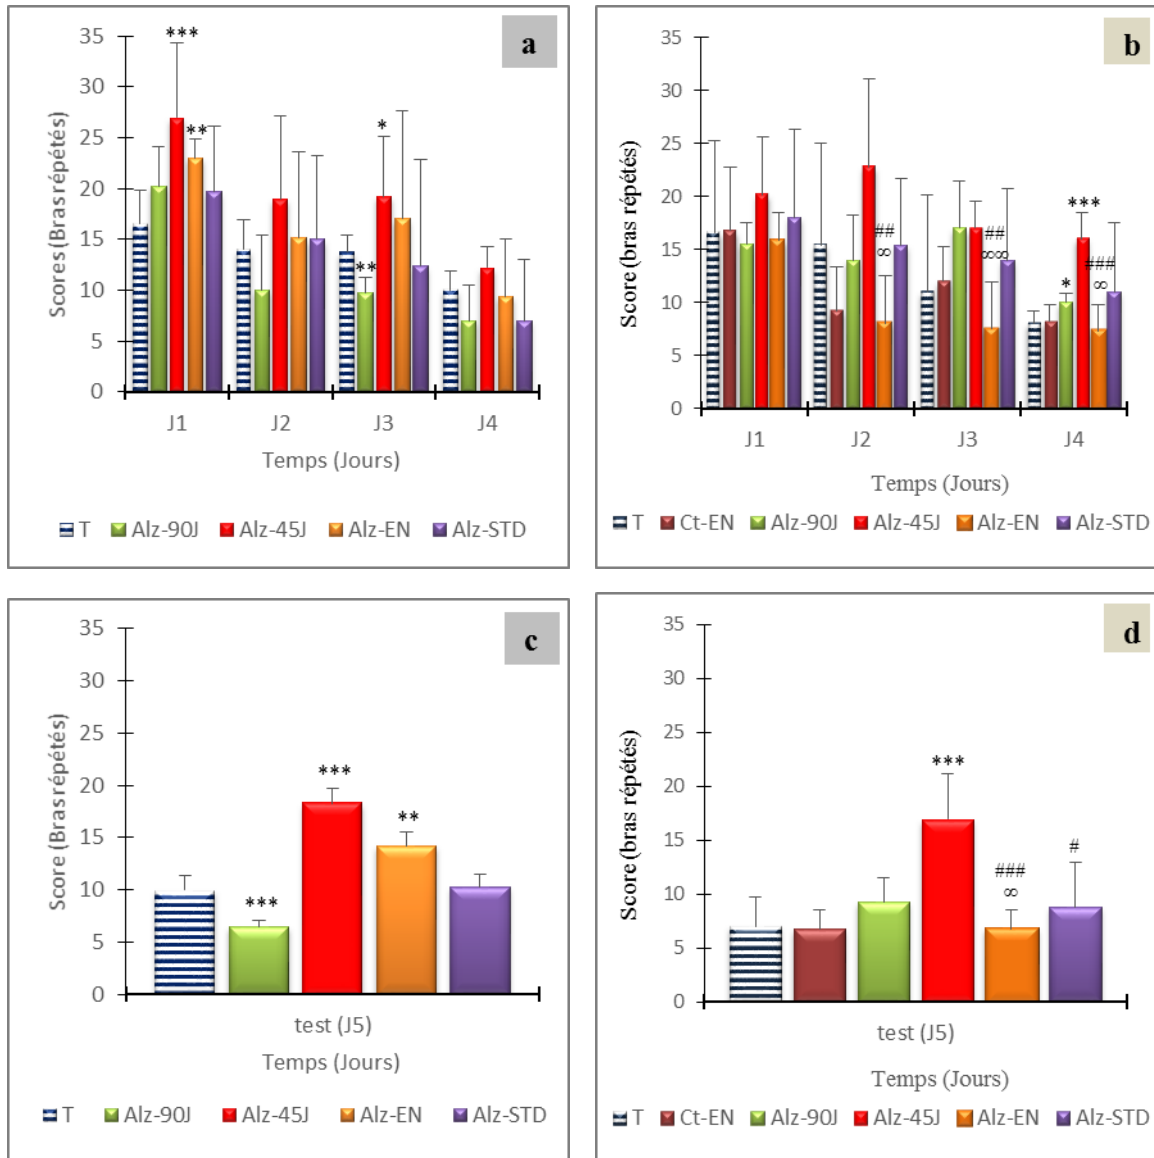 a
35
30
25
20
15
10
5
0
Scores (Bras répétés)
***
**
**
*
J1 J2 J3 J4
Temps (Jours)
T Alz-90J Alz-45J Alz-EN Alz-STD
b
35
30
25
20
15
10
5
0
Score (bras répétés)
##
∞
##
∞∞
*
***
###
∞
J1 J2 J3 J4
Temps (Jours)
T Ct-EN Alz-90J Alz-45J Alz-EN Alz-STD
c
35
30
25
20
15
10
5
0
Score (Bras répétés)
***
***
**
test (J5)
Temps (Jours)
T Alz-90J Alz-45J Alz-EN Alz-STD
d
35
30
25
20
15
10
5
0
Score (bras répétés)
***
###
∞
#
test (J5)
Temps (Jours)
T Ct-EN Alz-90J Alz-45J Alz-EN Alz-STD